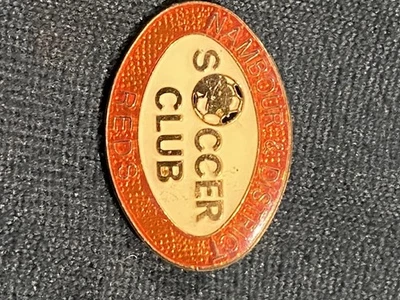 NAMBOUR & DISTRICT
SOCCER
CLUB
REDS